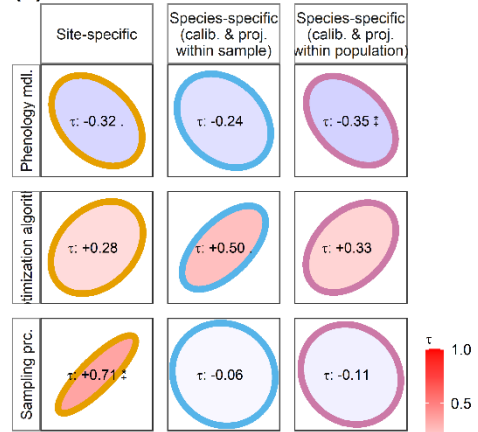 Site-specific
Species-specific
(calib. & proj.
within sample)
Species-specific
(calib. & proj.
within population)
Phenology mdl.
τ: -0.32 .
τ: -0.24
τ: -0.35 ‡
timization algorit
τ: +0.28
τ: +0.50 .
τ: +0.33
Sampling prc.
τ: +0.71
τ: -0.06
τ: -0.11
τ
1.0
0.5